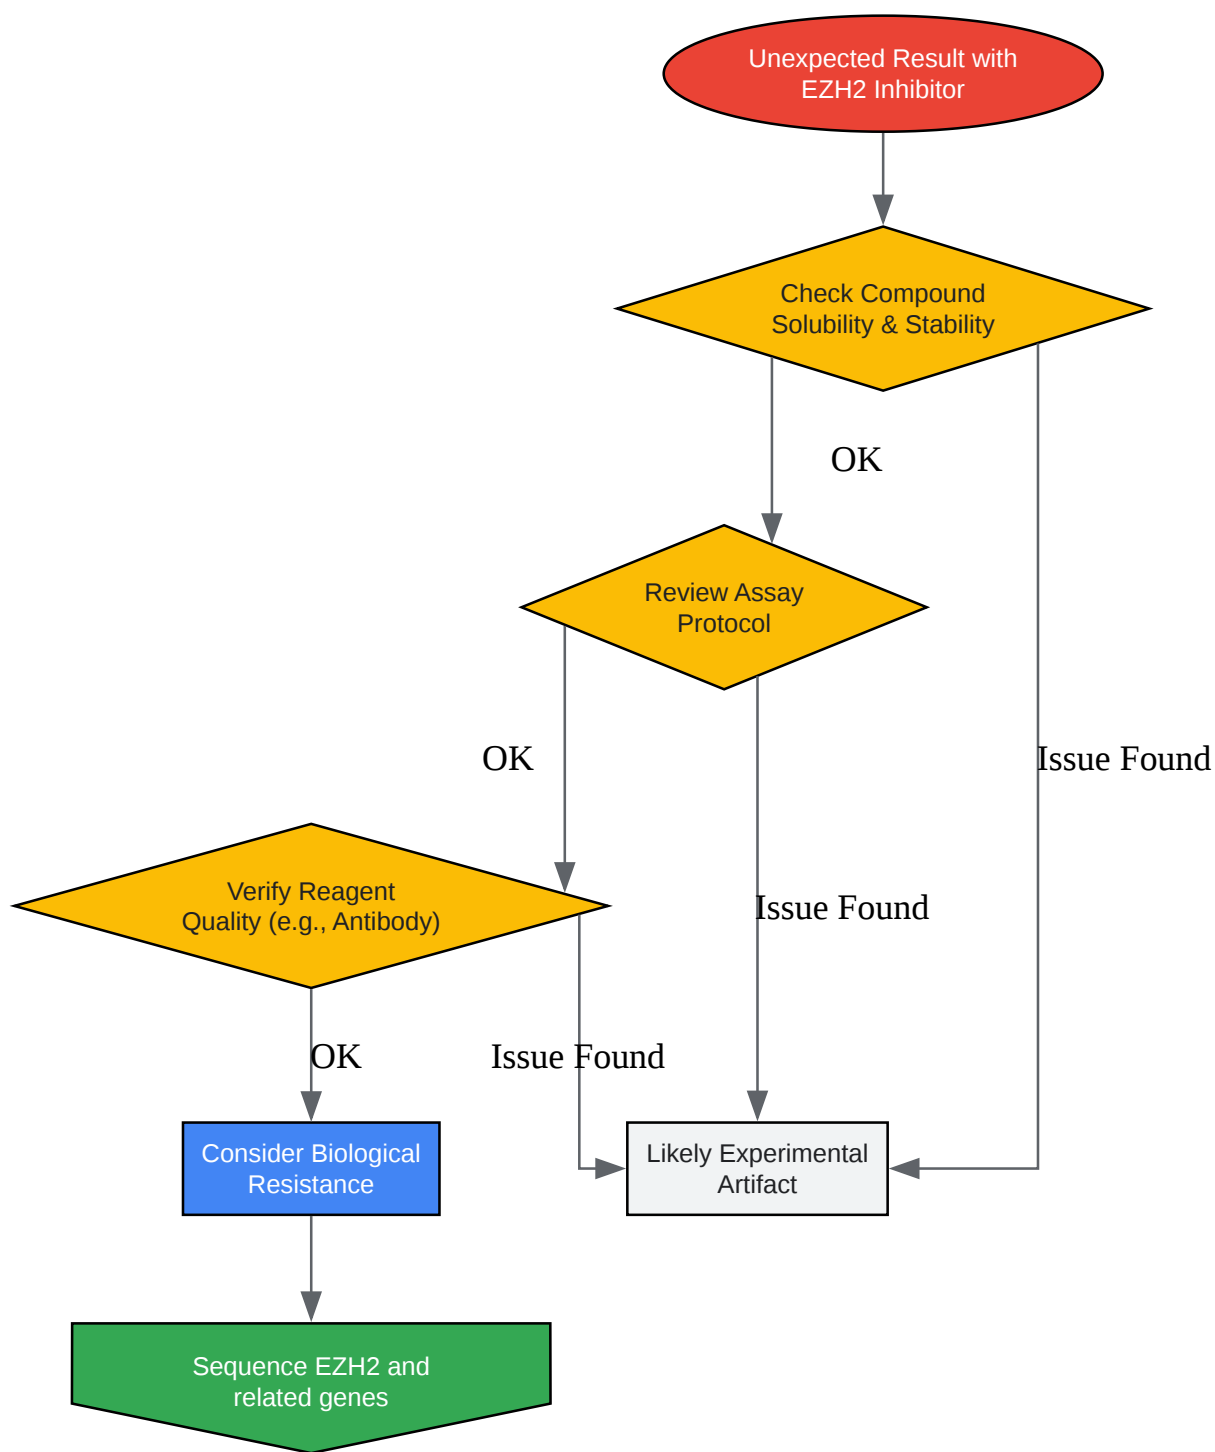 Unexpected Result with
EZH2 Inhibitor
Check Compound
Solubility & Stability
OK
Review Assay
Protocol
OK
Issue Found
Verify Reagent
Quality (e.g., Antibody)
Issue Found
OK
Issue Found
Consider Biological
Resistance
Likely Experimental
Artifact
Sequence EZH2 and
related genes